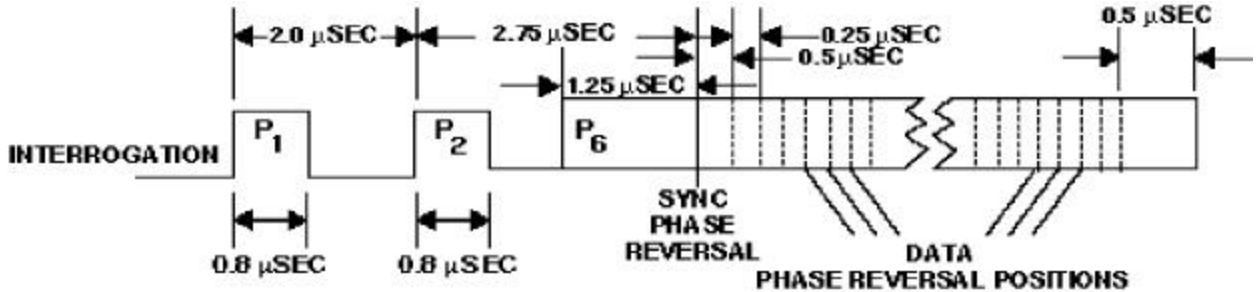 2.0 µSEC
2.75 µSEC
0.25 µSEC
0.5 µSEC
0.5 µSEC
1.25 µSEC
INTERROGATION
P1
P2
P6
0.8 µSEC
0.8 µSEC
SYNC
PHASE
REVERSAL
DATA
PHASE REVERSAL POSITIONS